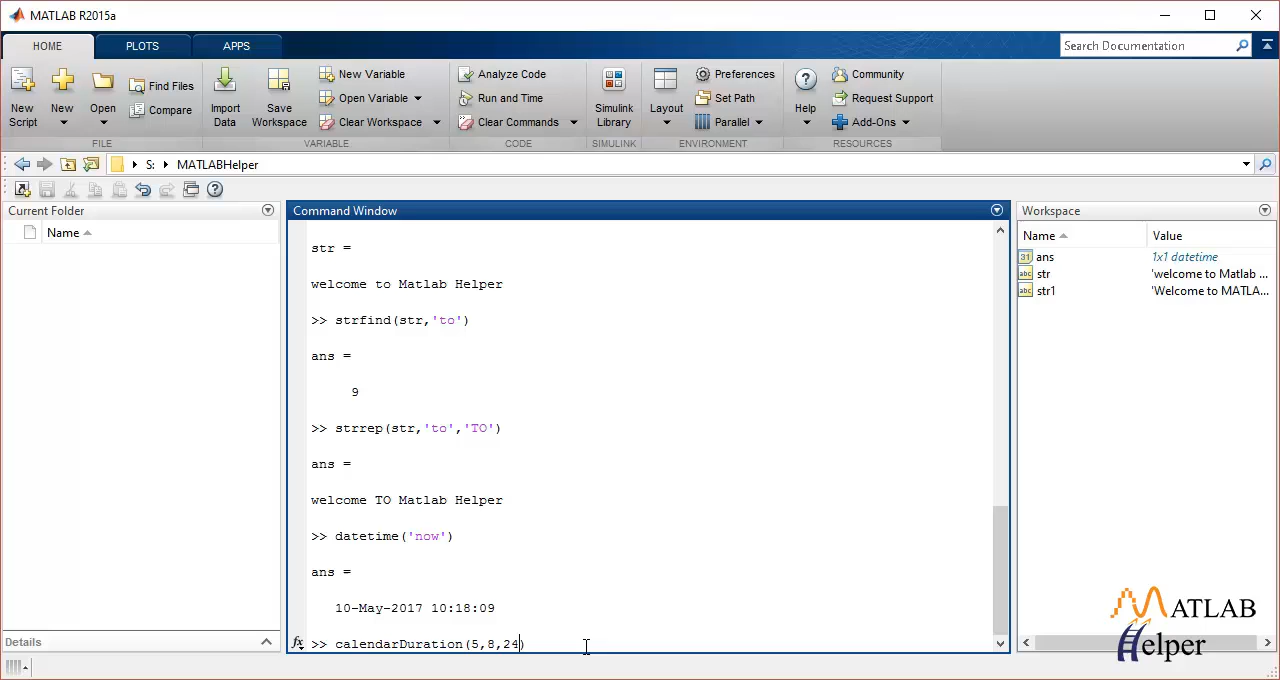 MATLAB R2015a
HOME PLOTS APPS
Search Documentation
New Script
New
Open
Find Files
Compare
Import Data
Save Workspace
New Variable
Open Variable
Clear Workspace
Analyze Code
Run and Time
Clear Commands
Simulink Library
Layout
Preferences
Set Path
Parallel
Help
Community
Request Support
Add-Ons
FILE VARIABLE CODE SIMULINK ENVIRONMENT RESOURCES
S: MATLABHelper
Current Folder
Name
Details
Command Window
str =
welcome to Matlab Helper
>> strfind(str,'to')
ans =
9
>> strrep(str,'to','TO')
ans =
welcome TO Matlab Helper
>> datetime('now')
ans =
10-May-2017 10:18:09
fx >> calendarDuration(5,8,24)
Workspace
Name Value
31 ans 1x1 datetime
abc str 'welcome to Matlab ...
abc str1 'Welcome to MATLA...
MATLAB
Helper